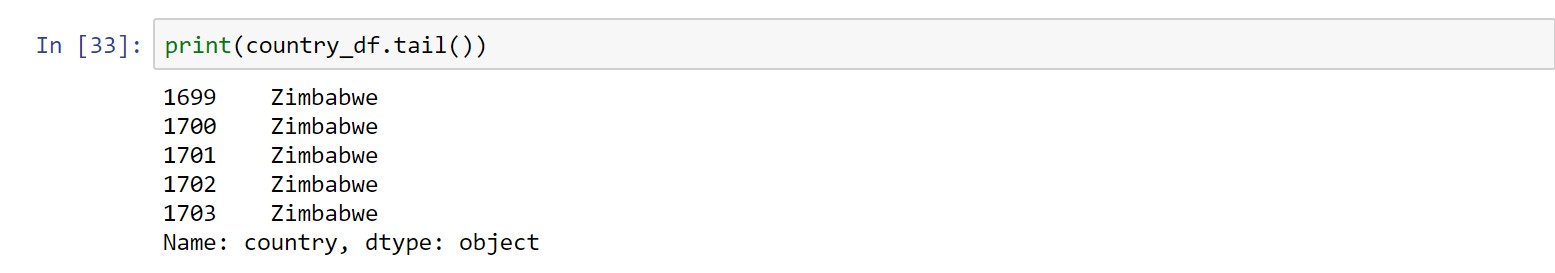 In [33]: print(country_df.tail())
1699    Zimbabwe
1700    Zimbabwe
1701    Zimbabwe
1702    Zimbabwe
1703    Zimbabwe
Name: country, dtype: object